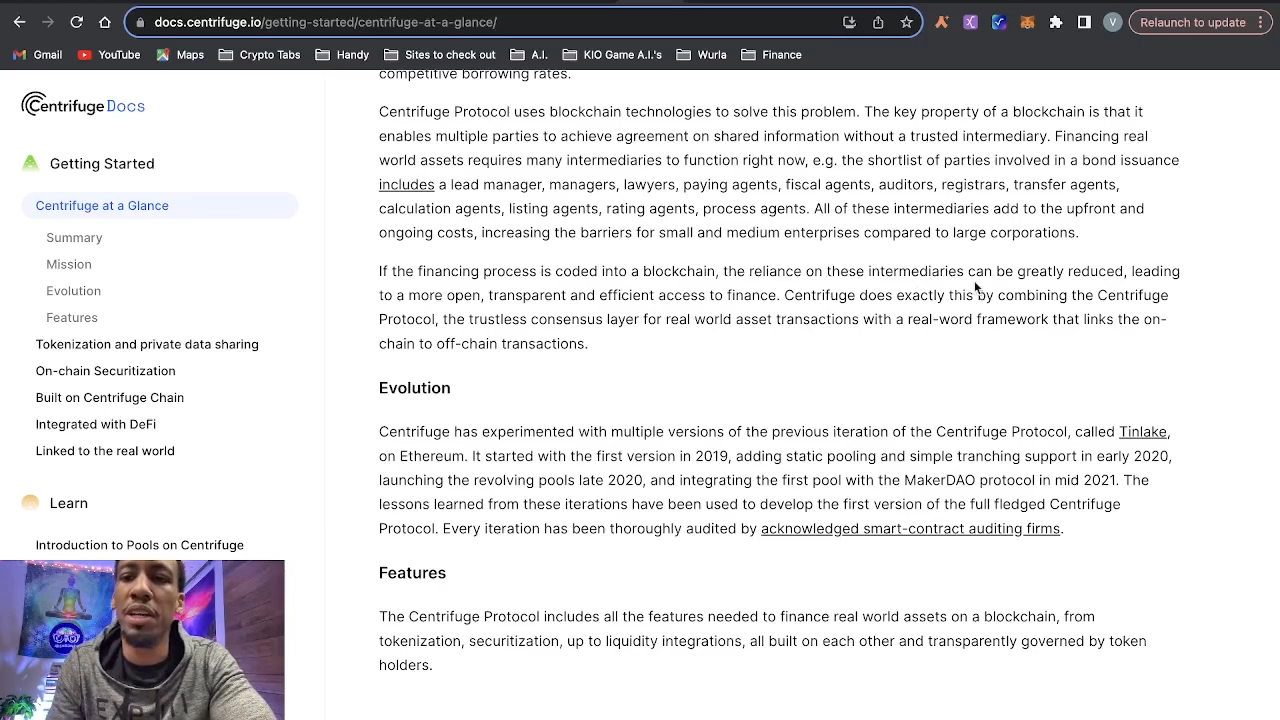 docs.centrifuge.io/getting-started/centrifuge-at-a-glance/
V
Relaunch to update
Gmail
YouTube
Maps
Crypto Tabs
Handy
Sites to check out
A.I.
KIO Game A.I.'s
Wurla
Finance
Centrifuge Docs
Getting Started
Centrifuge at a Glance
Summary
Mission
Evolution
Features
Tokenization and private data sharing
On-chain Securitization
Built on Centrifuge Chain
Integrated with DeFi
Linked to the real world
Learn
Introduction to Pools on Centrifuge
competitive borrowing rates.
Centrifuge Protocol uses blockchain technologies to solve this problem. The key property of a blockchain is that it
enables multiple parties to achieve agreement on shared information without a trusted intermediary. Financing real
world assets requires many intermediaries to function right now, e.g. the shortlist of parties involved in a bond issuance
includes a lead manager, managers, lawyers, paying agents, fiscal agents, auditors, registrars, transfer agents,
calculation agents, listing agents, rating agents, process agents. All of these intermediaries add to the upfront and
ongoing costs, increasing the barriers for small and medium enterprises compared to large corporations.
If the financing process is coded into a blockchain, the reliance on these intermediaries can be greatly reduced, leading
to a more open, transparent and efficient access to finance. Centrifuge does exactly this by combining the Centrifuge
Protocol, the trustless consensus layer for real world asset transactions with a real-word framework that links the on-
chain to off-chain transactions.
Evolution
Centrifuge has experimented with multiple versions of the previous iteration of the Centrifuge Protocol, called Tinlake,
on Ethereum. It started with the first version in 2019, adding static pooling and simple tranching support in early 2020,
launching the revolving pools late 2020, and integrating the first pool with the MakerDAO protocol in mid 2021. The
lessons learned from these iterations have been used to develop the first version of the full fledged Centrifuge
Protocol. Every iteration has been thoroughly audited by acknowledged smart-contract auditing firms.
Features
The Centrifuge Protocol includes all the features needed to finance real world assets on a blockchain, from
tokenization, securitization, up to liquidity integrations, all built on each other and transparently governed by token
holders.